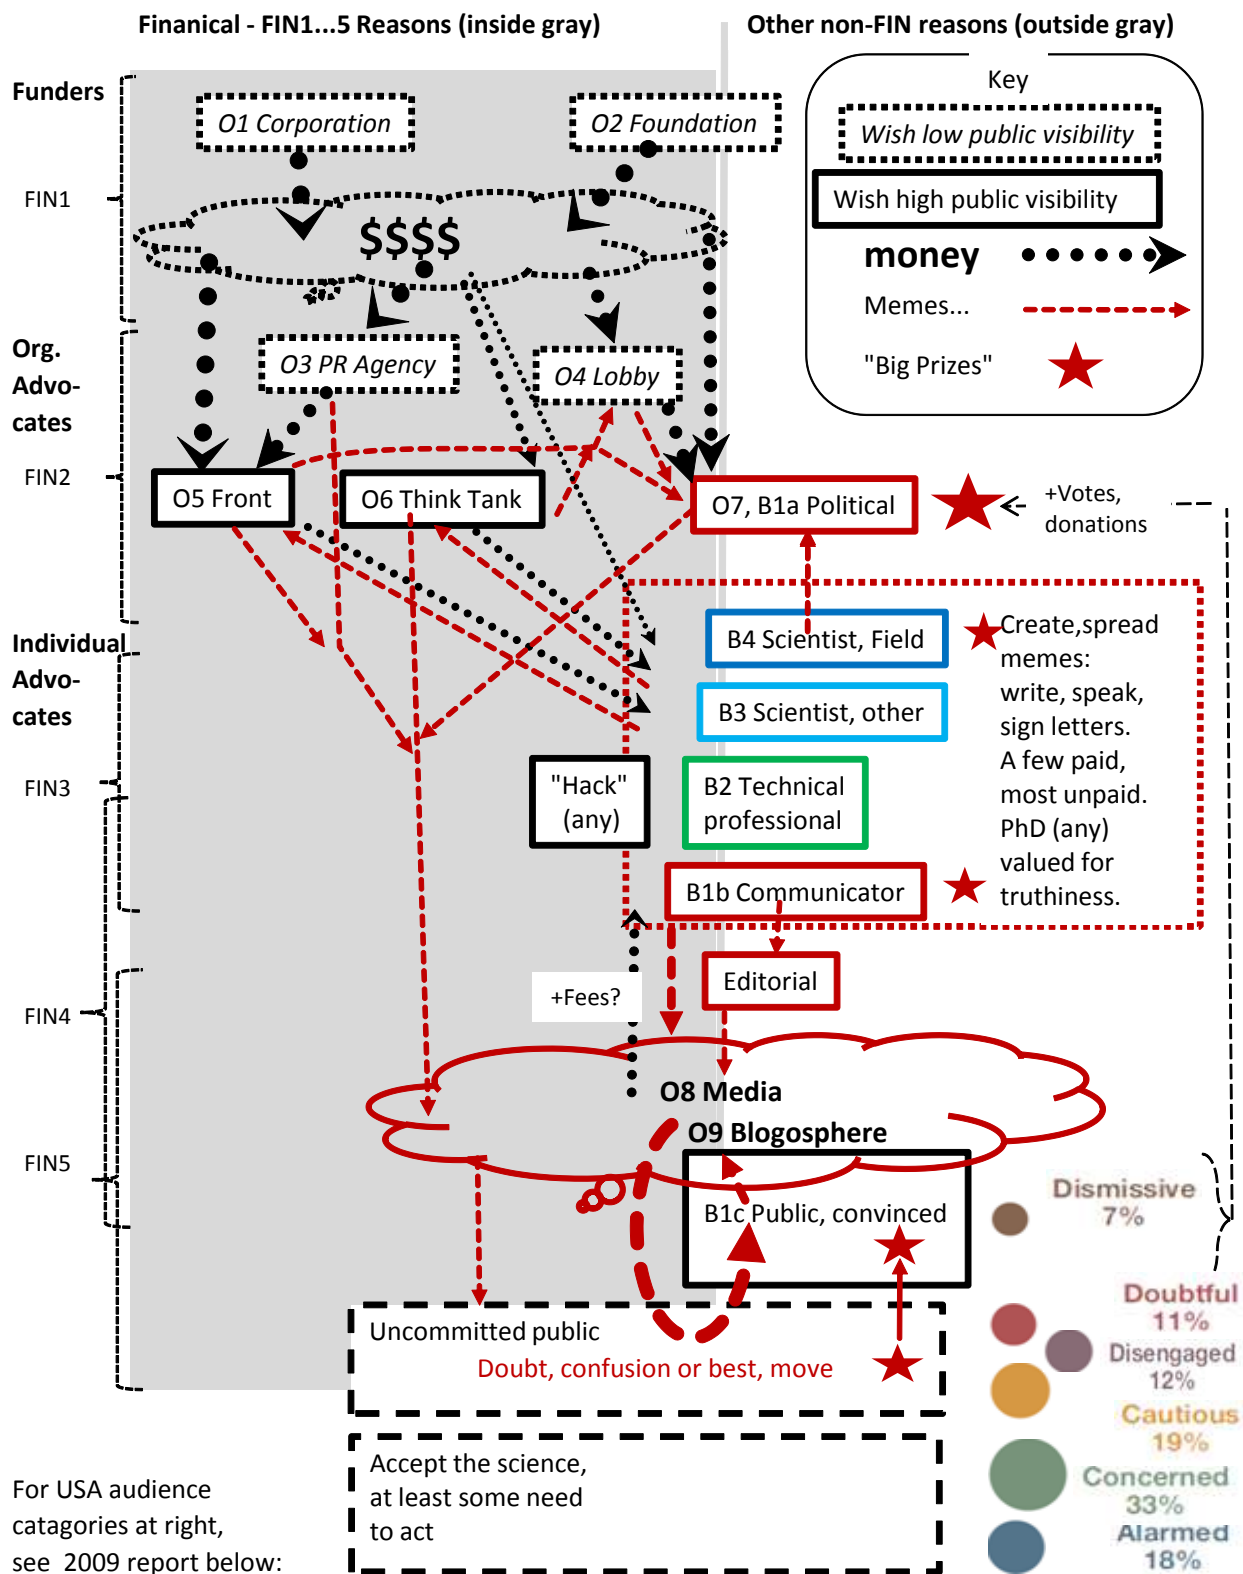 Finanical - FIN1...5 Reasons (inside gray)
Other non-FIN reasons (outside gray)
Key
Wish low public visibility
Wish high public visibility
money
Memes...
"Big Prizes"
Funders
O1 Corporation
O2 Foundation
FIN1
$$$$
Org.
Advo-
cates
O3 PR Agency
O4 Lobby
FIN2
O5 Front
O6 Think Tank
O7, B1a Political
+Votes,
donations
Individual
Advo-
cates
B4 Scientist, Field
B3 Scientist, other
Create,spread
memes:
write, speak,
sign letters.
A few paid,
most unpaid.
PhD (any)
valued for
truthiness.
FIN3
"Hack"
(any)
B2 Technical
professional
B1b Communicator
Editorial
+Fees?
FIN4
O8 Media
O9 Blogosphere
FIN5
B1c Public, convinced
Dismissive
7%
Doubtful
11%
Disengaged
12%
Cautious
19%
Concerned
33%
Alarmed
18%
Uncommitted public
Doubt, confusion or best, move
Accept the science,
at least some need
to act
For USA audience
catagories at right,
see 2009 report below: